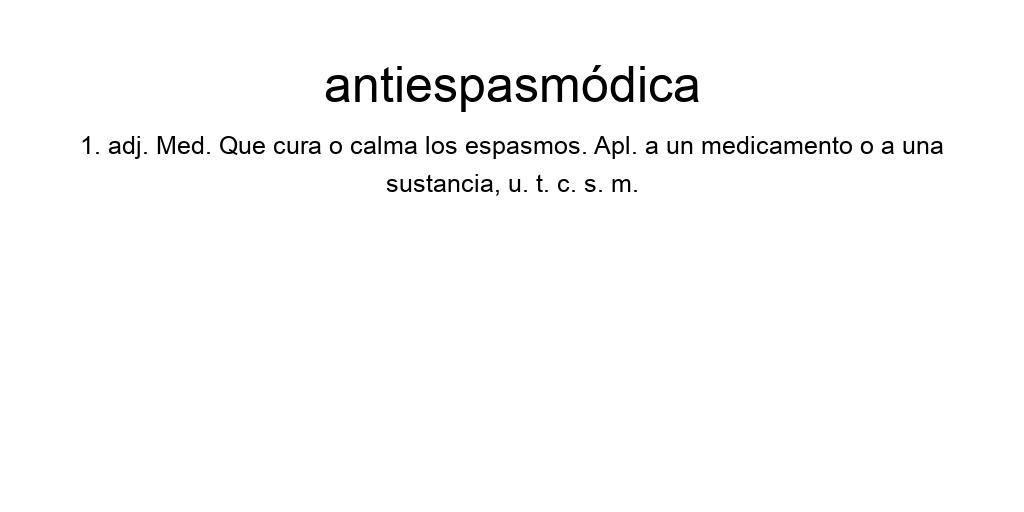 antiespasmódica
1. adj. Med. Que cura o calma los espasmos. Apl. a un medicamento o a una
sustancia, u. t. c. s. m.